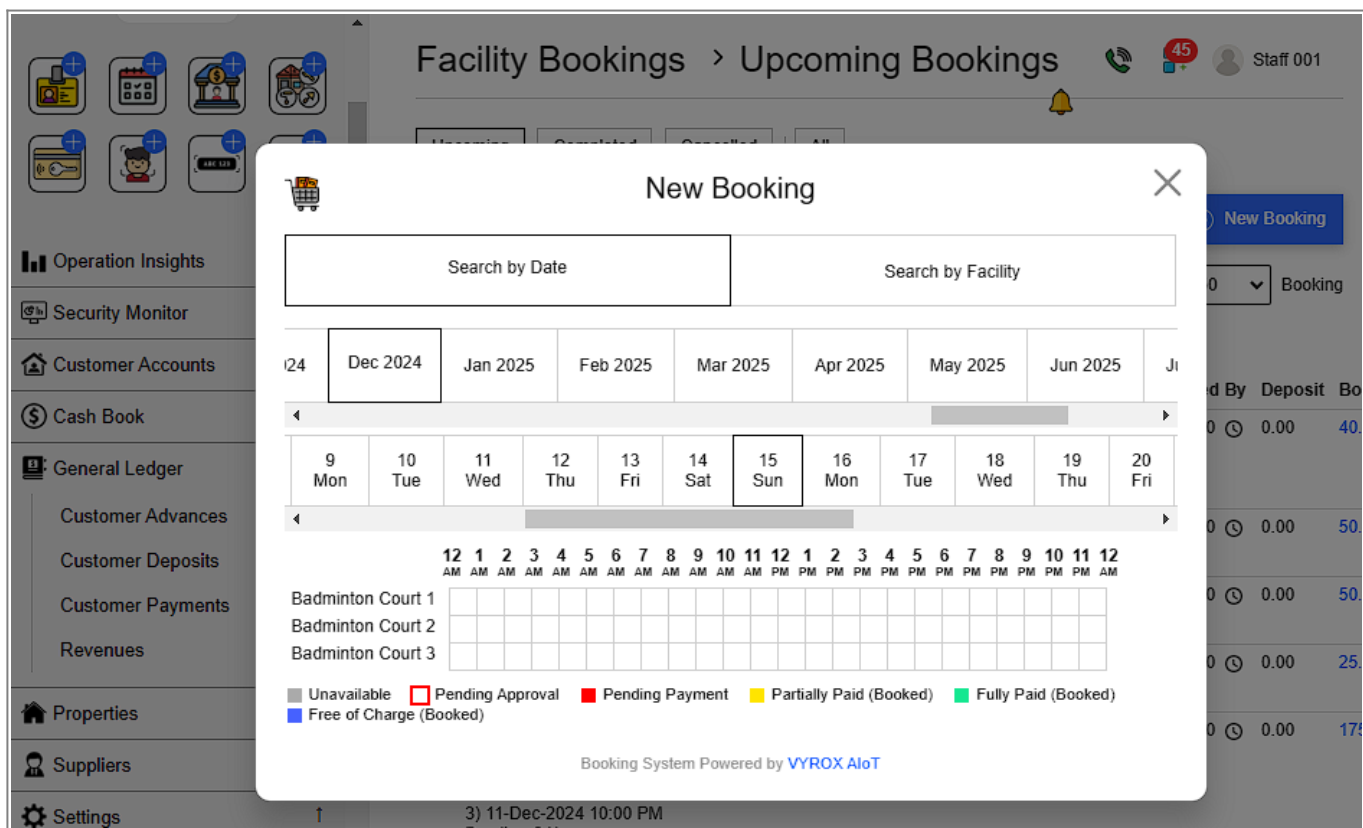 Facility Bookings > Upcoming Bookings
45
Staff 001
Upcoming
Completed
Cancelled
All
ABC 123
Operation Insights
Security Monitor
Customer Accounts
Cash Book
General Ledger
Customer Advances
Customer Deposits
Customer Payments
Revenues
Properties
Suppliers
Settings
New Booking
Booking
New Booking
Search by Date
Search by Facility
024 Dec 2024 Jan 2025 Feb 2025 Mar 2025 Apr 2025 May 2025 Jun 2025
9 10 11 12 13 14 15 16 17 18 19 20
Mon Tue Wed Thu Fri Sat Sun Mon Tue Wed Thu Fri
12 1 2 3 4 5 6 7 8 9 10 11 12 1 2 3 4 5 6 7 8 9 10 11 12
AM AM AM AM AM AM AM AM AM AM AM AM PM PM PM PM PM PM PM PM PM PM PM PM AM
Badminton Court 1
Badminton Court 2
Badminton Court 3
Unavailable Pending Approval Pending Payment Partially Paid (Booked) Fully Paid (Booked)
Free of Charge (Booked)
Booking System Powered by VYROX AIoT
By Deposit
0 0.00 40.
0 0.00 50.
0 0.00 50.
0 0.00 25.
0 0.00 175
3) 11-Dec-2024 10:00 PM